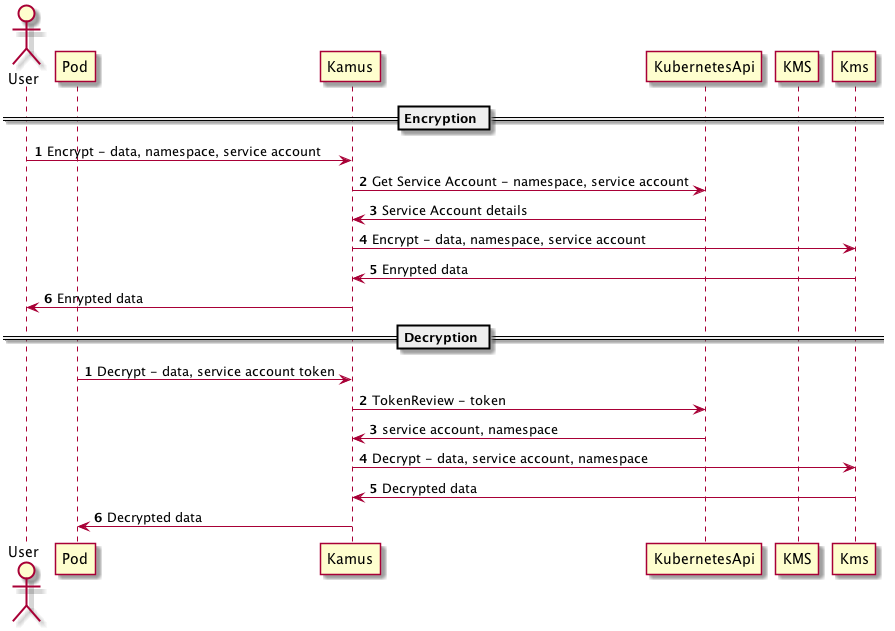 User
Pod
Kamus
KubernetesApi
KMS
Kms
Encryption
1 Encrypt - data, namespace, service account
2 Get Service Account - namespace, service account
3 Service Account details
4 Encrypt - data, namespace, service account
5 Enrypted data
6 Enrypted data
Decryption
1 Decrypt - data, service account token
2 TokenReview - token
3 service account, namespace
4 Decrypt - data, service account, namespace
5 Decrypted data
6 Decrypted data
User
Pod
Kamus
KubernetesApi
KMS
Kms